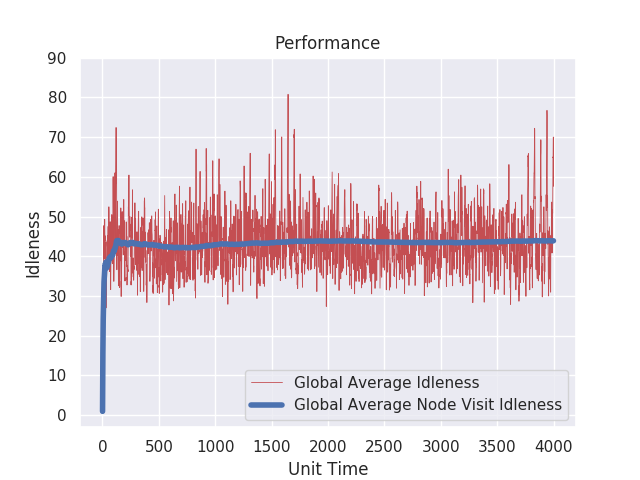 Performance
90
80
70
60
50
40
30
20
10
0
Idleness
Global Average Idleness
Global Average Node Visit Idleness
0 500 1000 1500 2000 2500 3000 3500 4000
Unit Time